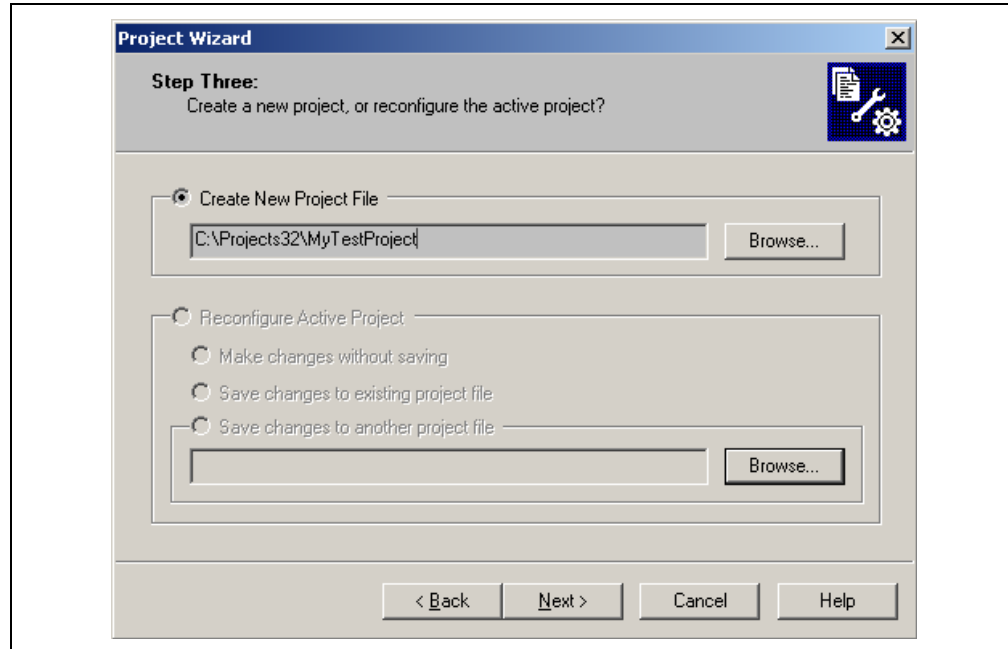 Project Wizard
Step Three:
Create a new project, or reconfigure the active project?
Create New Project File
C:\Projects32\MyTestProject
Browse...
Reconfigure Active Project
Make changes without saving
Save changes to existing project file
Save changes to another project file
Browse...
< Back
Next >
Cancel
Help